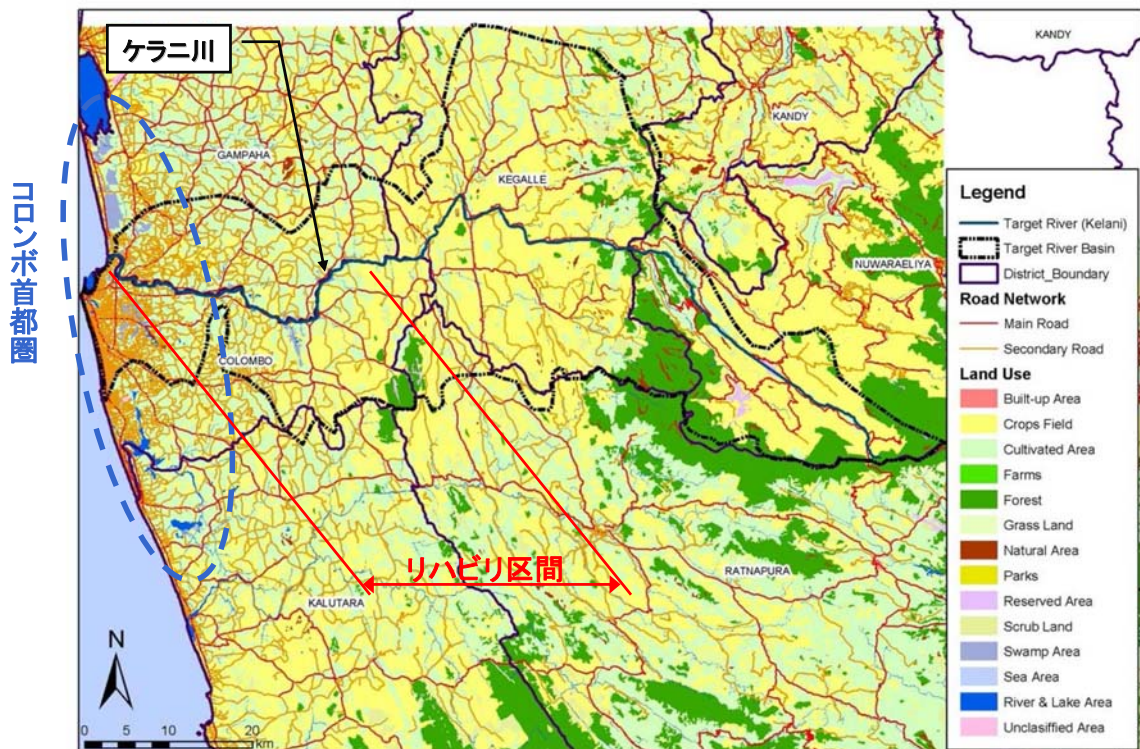 ケラニ川
コロンボ首都圏
GAMPAHA
KEGALLE
KANDY
NUWARAELIYA
COLOMBO
RATNAPURA
KALUTARA
リハビリ区間
N
0 5 10 20
km
KANDY
Legend
Target River (Kelani)
Target River Basin
District_Boundary
Road Network
Main Road
Secondary Road
Land Use
Built-up Area
Crops Field
Cultivated Area
Farms
Forest
Grass Land
Natural Area
Parks
Reserved Area
Scrub Land
Swamp Area
Sea Area
River & Lake Area
Unclasiffied Area